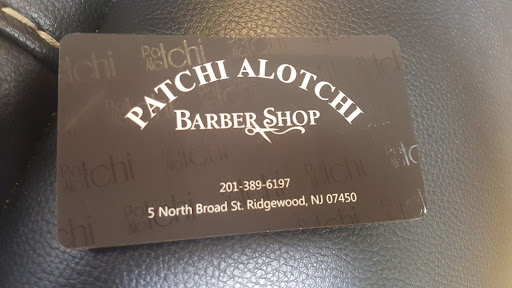 PATCHI ALOTCHI
BARBER SHOP
201-389-6197
5 North Broad St. Ridgewood, NJ 07450